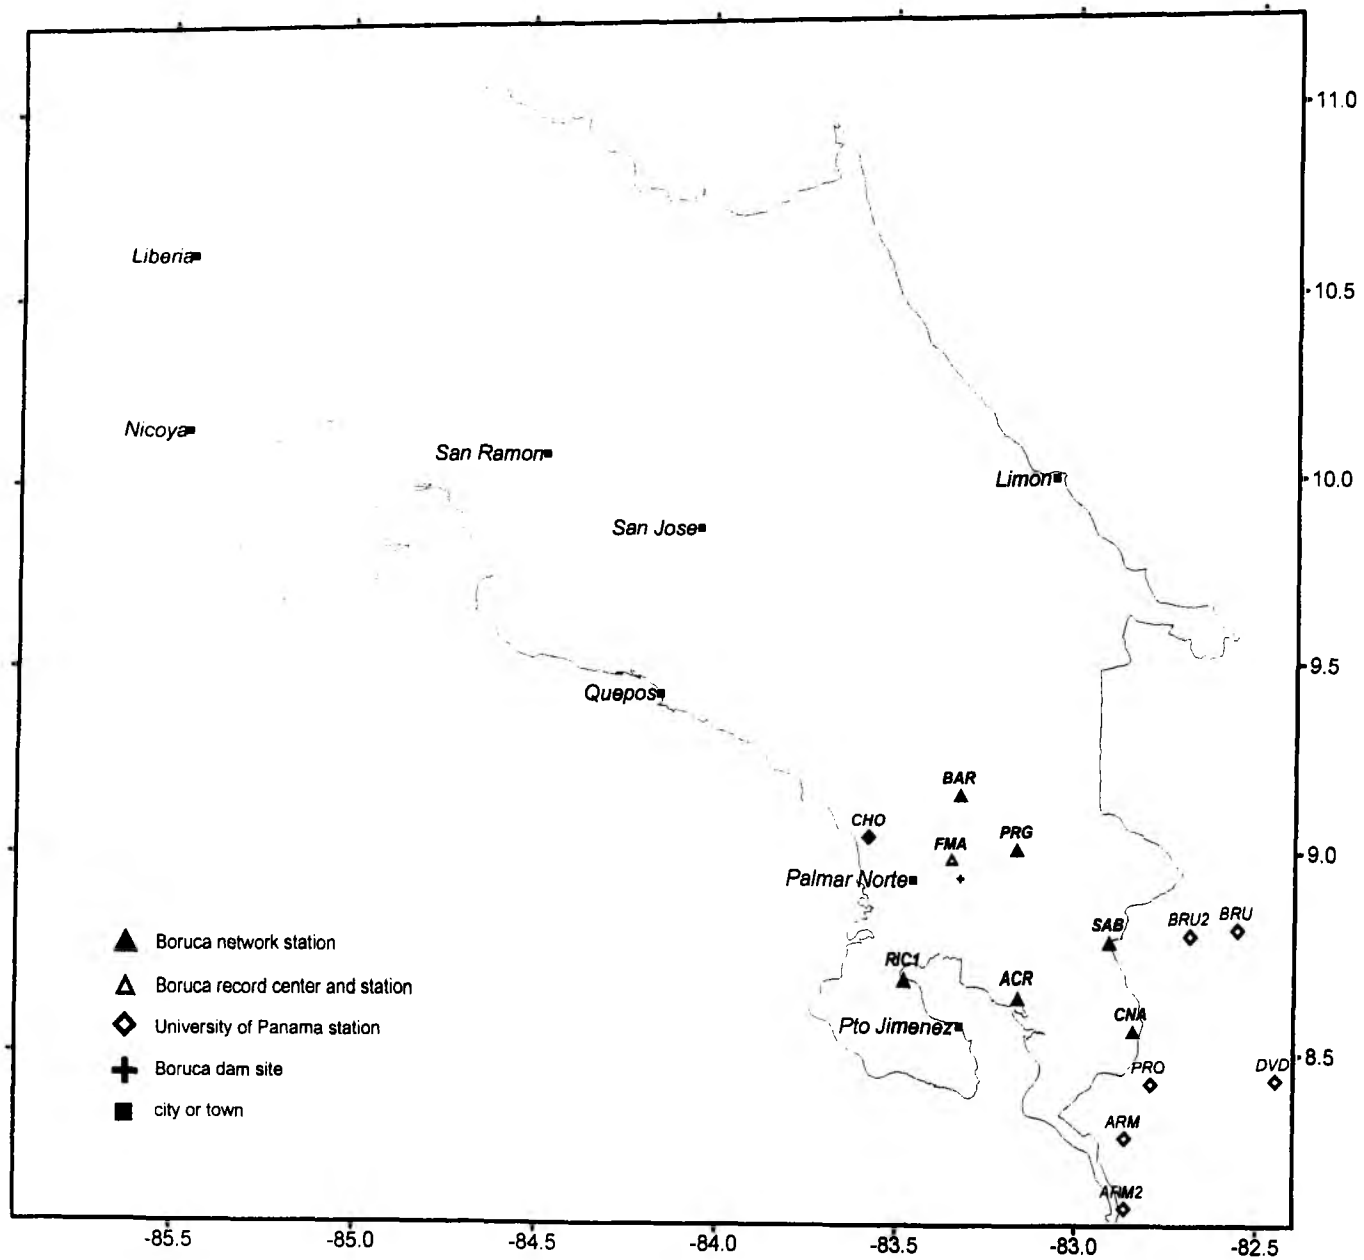 11.0
Liberia
10.5
Nicoya
San Ramon
Limon
10.0
San Jose
9.5
Quepos
BAR
CHO
PRG
FMA
9.0
Palmar Norte
BRU
BRU2
SAB
Boruca network station
RIC1
ACR
Boruca record center and station
CNA
University of Panama station
Pto Jimenez
8.5
Boruca dam site
PRO
DVD
city or town
ARM
ARM2
-85.5
-85.0
-84.5
-84.0
-83.5
-83.0
-82.5